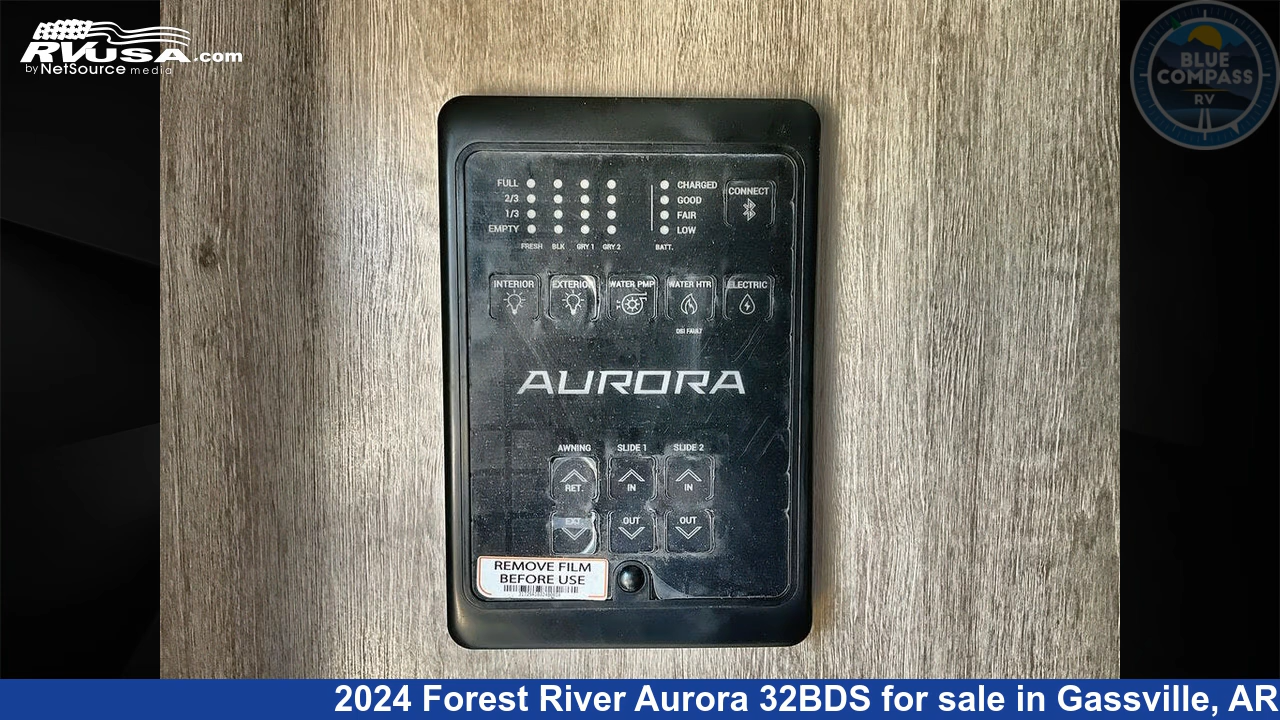 RVUSA.com
by NetSource media
BLUE
COMPASS
RV
FULL
2/3
1/3
EMPTY
FRESH BLK GRY 1 GRY 2
CHARGED
GOOD
FAIR
LOW
BATT.
CONNECT
INTERIOR EXTERIOR WATER PMP WATER HTR ELECTRIC
DSI FAULT
AURORA
AWNING SLIDE 1 SLIDE 2
RET. IN IN
EXT. OUT OUT
REMOVE FILM
BEFORE USE
2024 Forest River Aurora 32BDS for sale in Gassville, AR